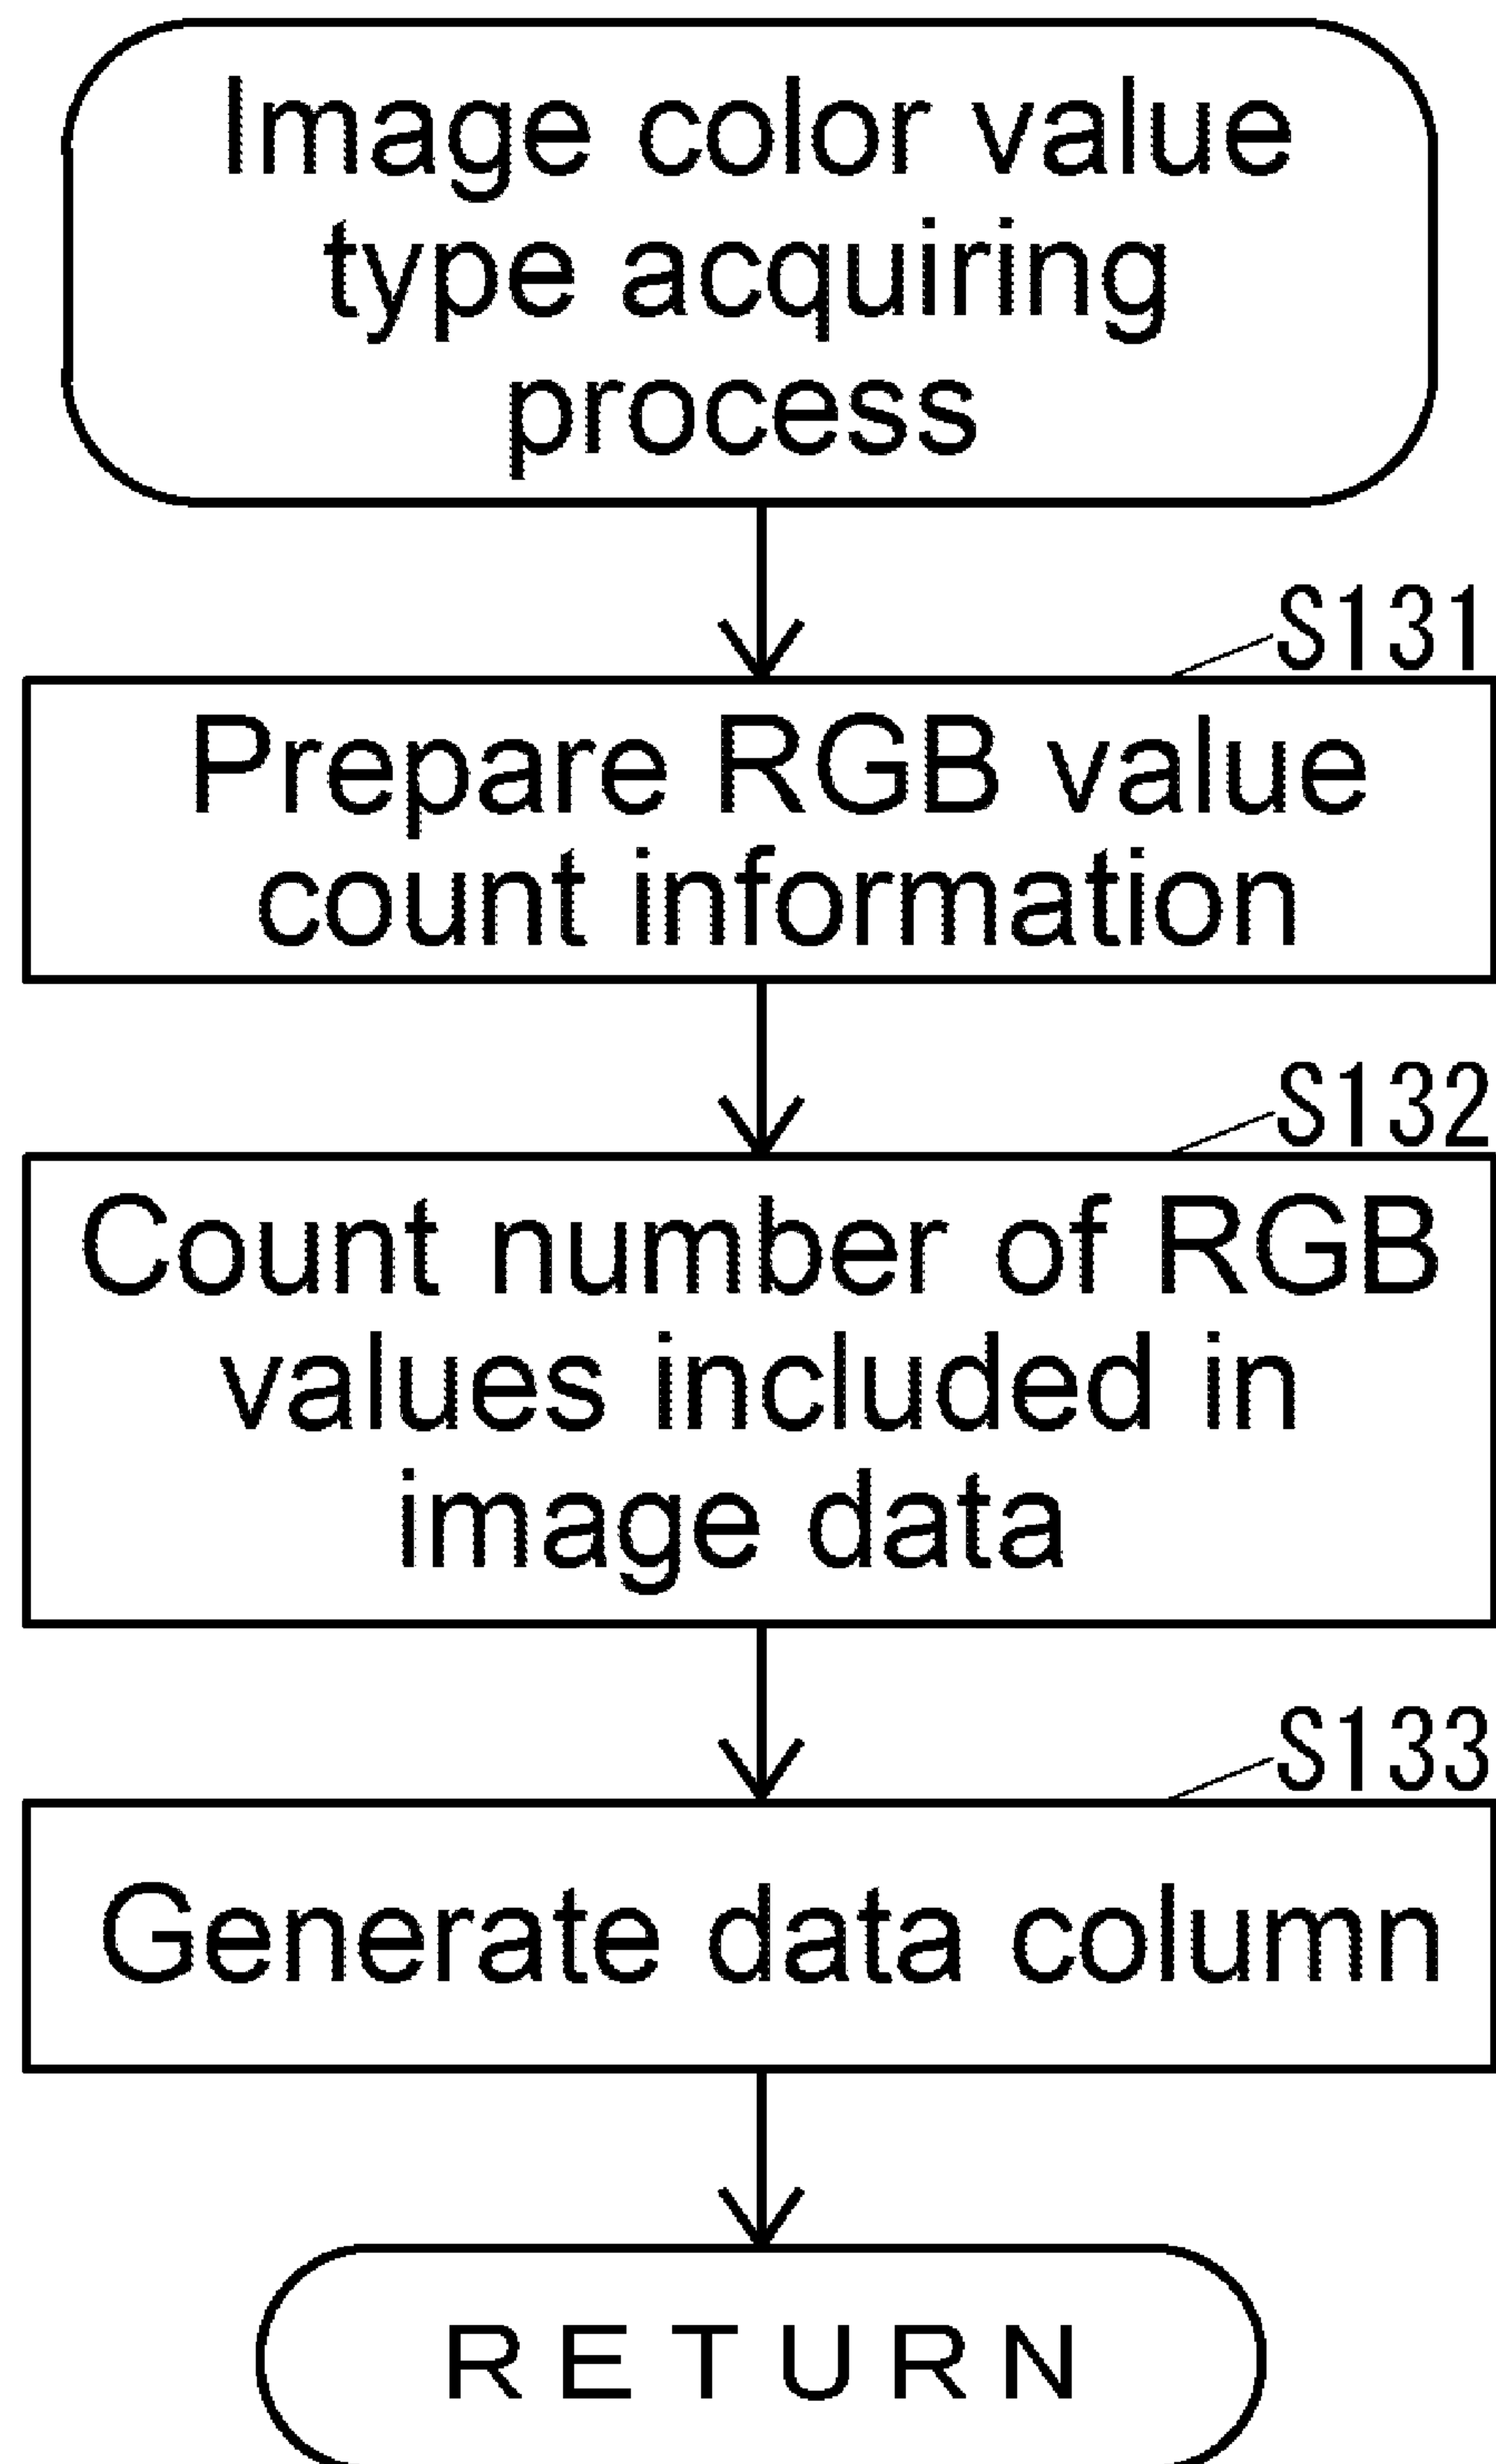 Image color value
type acquiring
process
S131
Prepare RGB value
count information
S132
Count number of RGB
values included in
image data
S133
Generate data column
RETURN